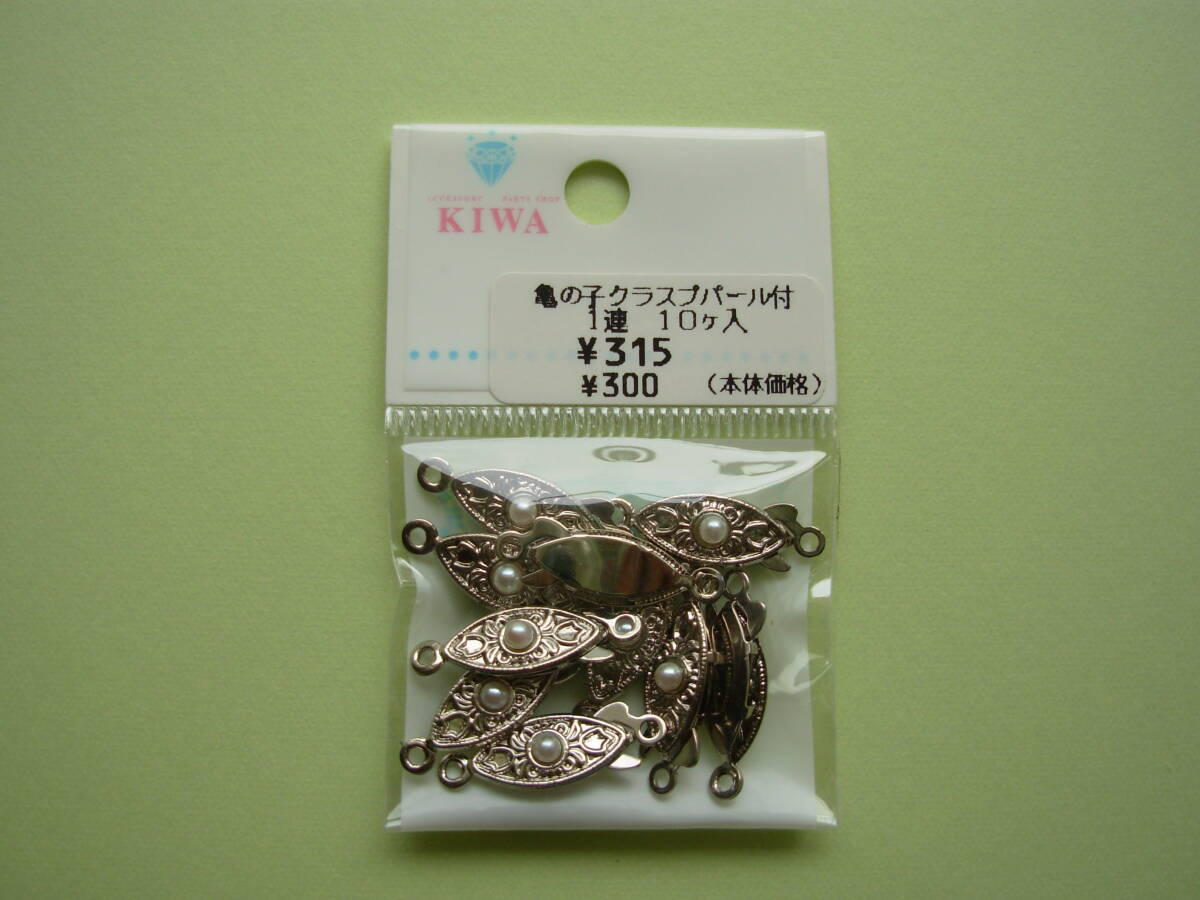 ACCESSORY PARTS SHOP
KIWA
亀の子クラスプパール付
1連 10ヶ入
¥315
¥300 (本体価格)